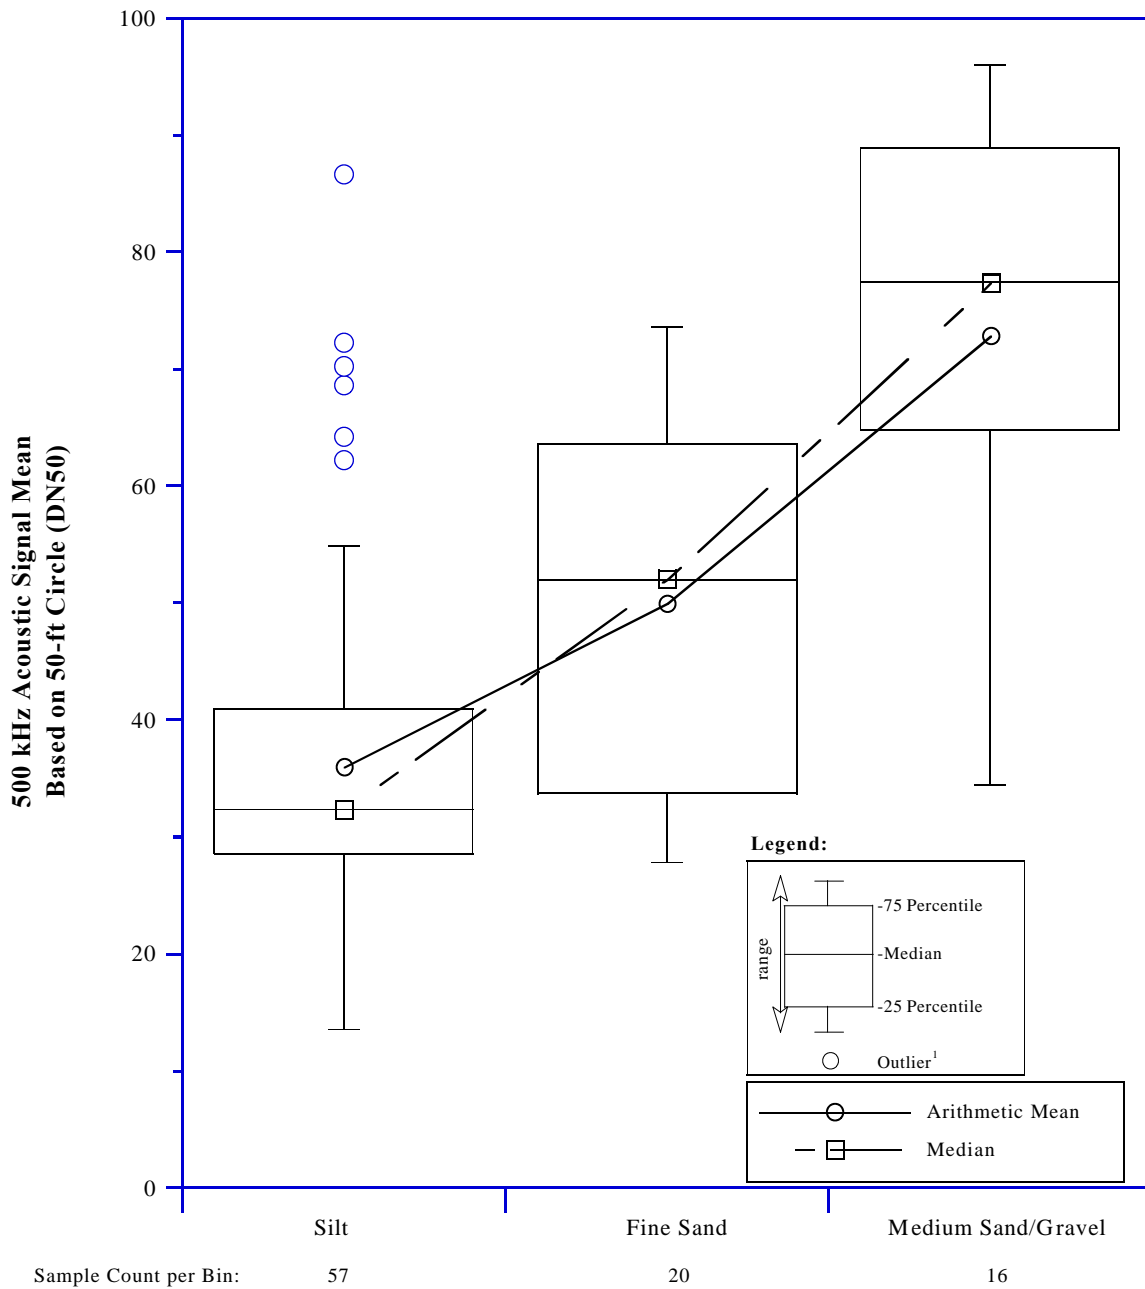 100
80
60
40
20
0
500 kHz Acoustic Signal Mean
Based on 50-ft Circle (DN50)
Legend:
range
-75 Percentile
-Median
-25 Percentile
Outlier¹
Arithmetic Mean
Median
Silt Fine Sand Medium Sand/Gravel
Sample Count per Bin: 57 20 16